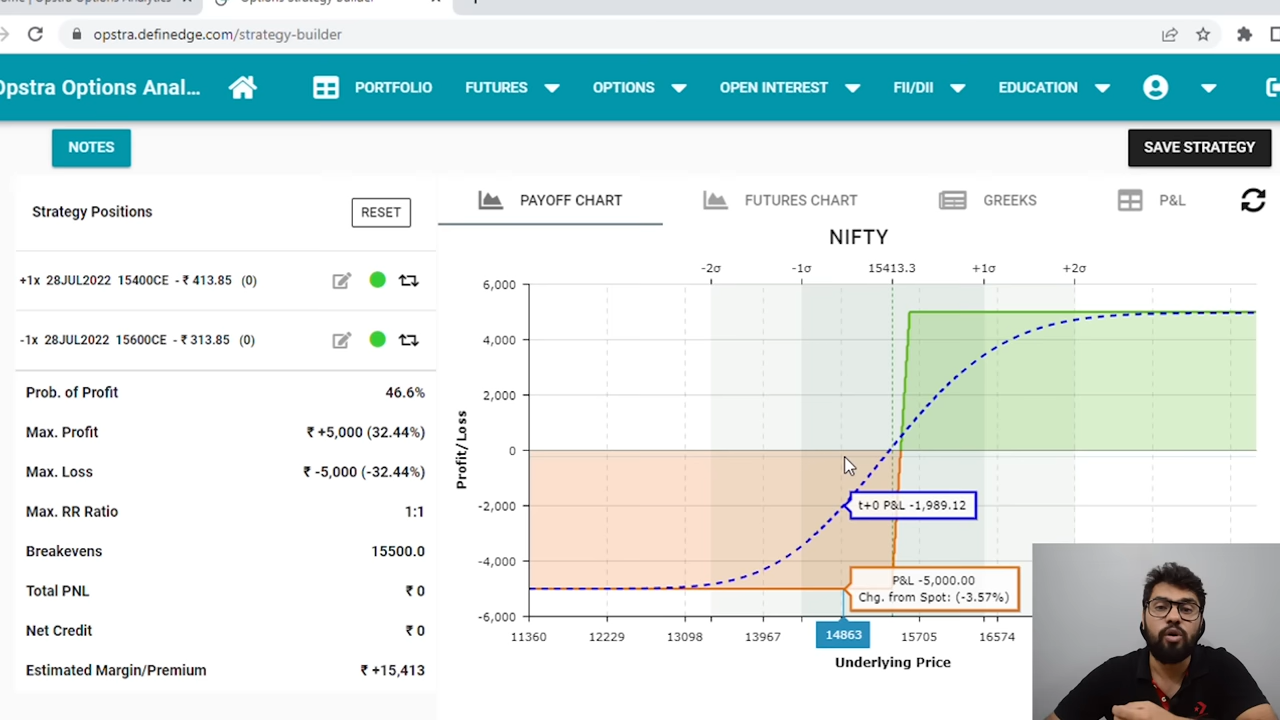 opstra.definedge.com/strategy-builder
Opstra Options Anal...
PORTFOLIO
FUTURES
OPTIONS
OPEN INTEREST
FII/DII
EDUCATION
NOTES
SAVE STRATEGY
Strategy Positions
RESET
PAYOFF CHART
FUTURES CHART
GREEKS
P&L
NIFTY
+1x 28JUL2022 15400CE - ₹ 413.85 (0)
-1x 28JUL2022 15600CE - ₹ 313.85 (0)
Prob. of Profit 46.6%
Max. Profit ₹ +5,000 (32.44%)
Max. Loss ₹ -5,000 (-32.44%)
Max. RR Ratio 1:1
Breakevens 15500.0
Total PNL ₹ 0
Net Credit ₹ 0
Estimated Margin/Premium ₹ +15,413
-2σ -1σ 15413.3 +1σ +2σ
6,000
4,000
2,000
0
-2,000
-4,000
-6,000
Profit/Loss
t+0 P&L -1,989.12
P&L -5,000.00
Chg. from Spot: (-3.57%)
11360 12229 13098 13967 14863 15705 16574
Underlying Price